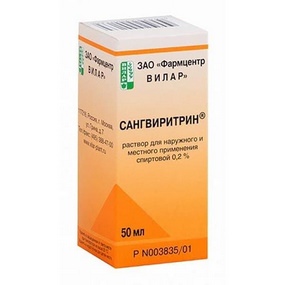 ЗАО «Фармцентр
ВИЛАР»
САНГВИРИТРИН®
раствор для наружного и
местного применения
спиртовой 0,2 %
50 мл
P N003835/01